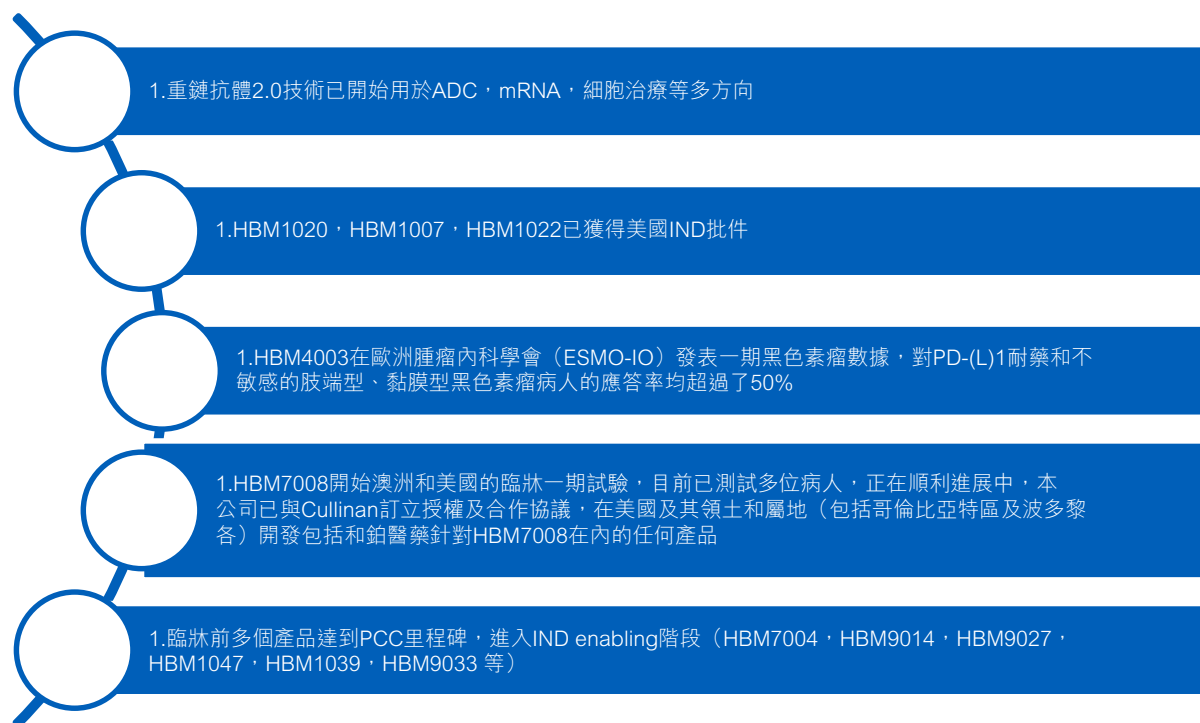 1.重鏈抗體2.0技術已開始用於ADC，mRNA，細胞治療等多方向
1.HBM1020，HBM1007，HBM1022已獲得美國IND批件
1.HBM4003在歐洲腫瘤內科學會（ESMO-IO）發表一期黑色素瘤數據，對PD-(L)1耐藥和不
敏感的肢端型、黏膜型黑色素瘤病人的應答率均超過了50%
1.HBM7008開始澳洲和美國的臨牀一期試驗，目前已測試多位病人，正在順利進展中，本
公司已與Cullinan訂立授權及合作協議，在美國及其領土和屬地（包括哥倫比亞特區及波多黎
各）開發包括和鉑醫藥針對HBM7008在內的任何產品
1.臨牀前多個產品達到PCC里程碑，進入IND enabling階段（HBM7004，HBM9014，HBM9027，
HBM1047，HBM1039，HBM9033 等）